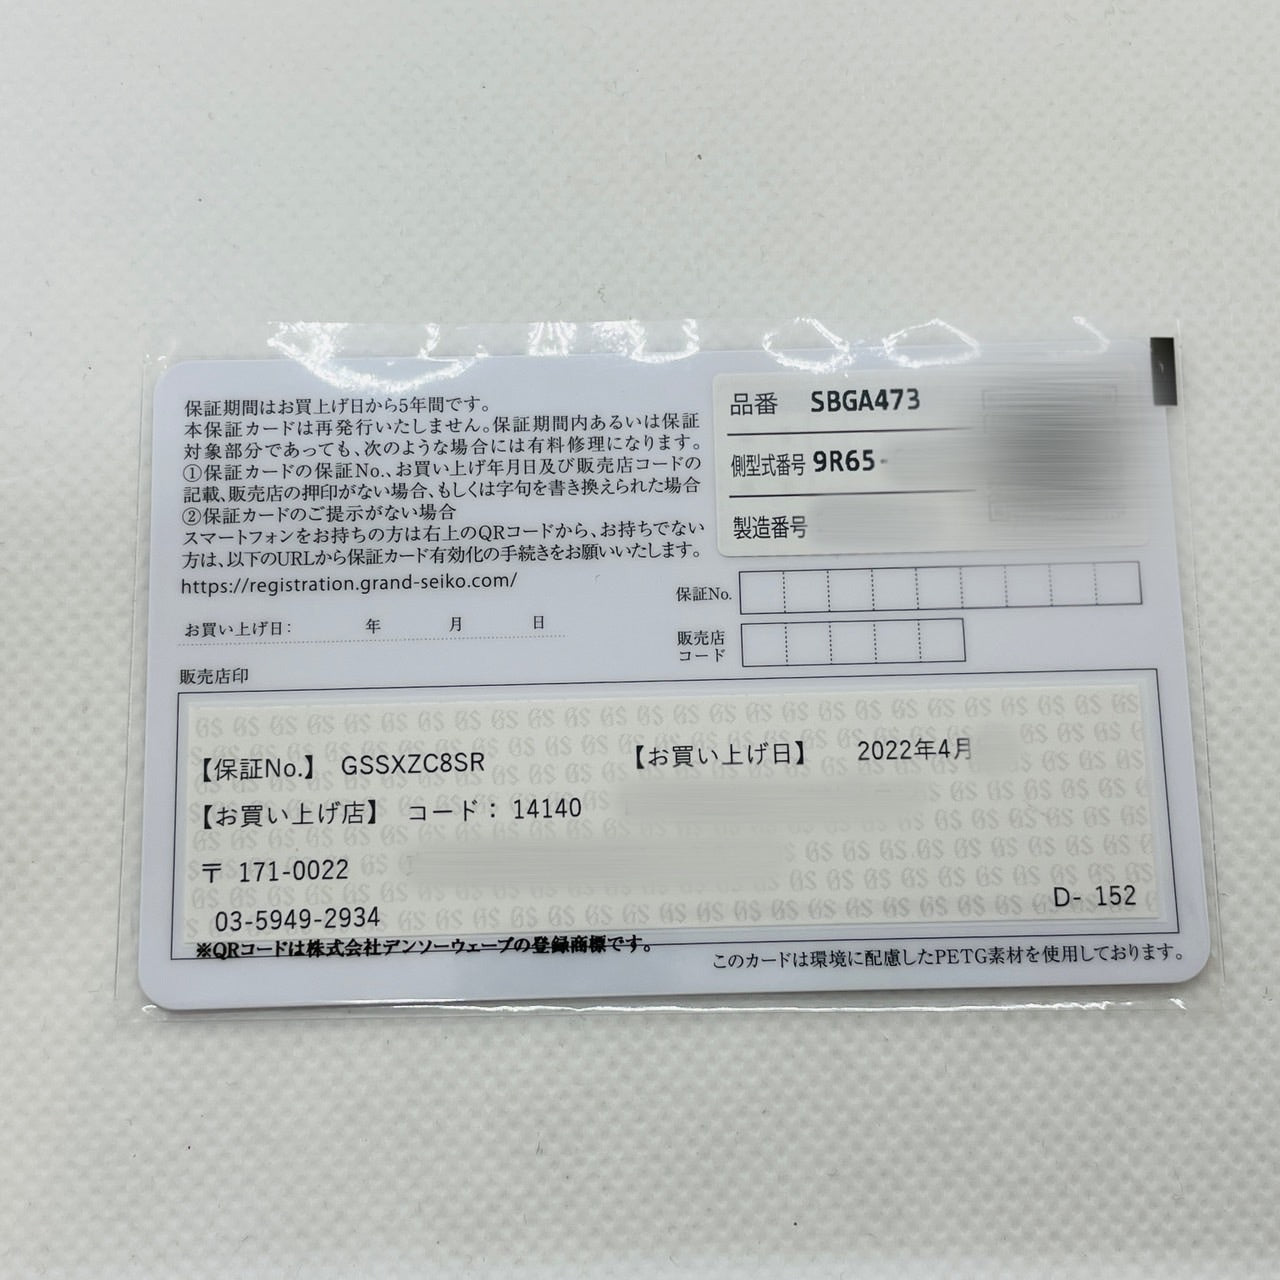 保証期間はお買上げ日から5年間です。
本保証カードは再発行いたしません。保証期間内あるいは保証
対象部分であっても、次のような場合には有料修理になります。
①保証カードの保証No.、お買い上げ年月日及び販売店コードの
記載、販売店の押印がない場合、もしくは字句を書き換えられた場合
②保証カードのご提示がない場合
スマートフォンをお持ちの方は右上のQRコードから、お持ちでない
方は、以下のURLから保証カード有効化の手続きをお願いいたします。
https://registration.grand-seiko.com/
お買い上げ日: 年 月 日
品番 SBGA473
側型式番号 9R65-
製造番号
保証No.
販売店
コード
販売店印
【保証No.】 GSSXZC8SR 【お買い上げ日】 2022年4月
【お買い上げ店】 コード： 14140
〒 171-0022
03-5949-2934
D- 152
※QRコードは株式会社デンソーウェーブの登録商標です。
このカードは環境に配慮したPETG素材を使用しております。